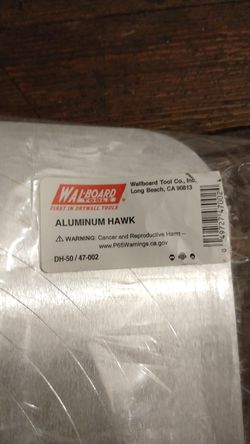 WAL-BOARD
TOOLS
FIRST IN DRYWALL TOOLS
Wallboard Tool Co., Inc.
Long Beach, CA 90813
ALUMINUM HAWK
⚠ WARNING: Cancer and Reproductive Harm –
www.P65Warnings.ca.gov
DH-50 / 47-002